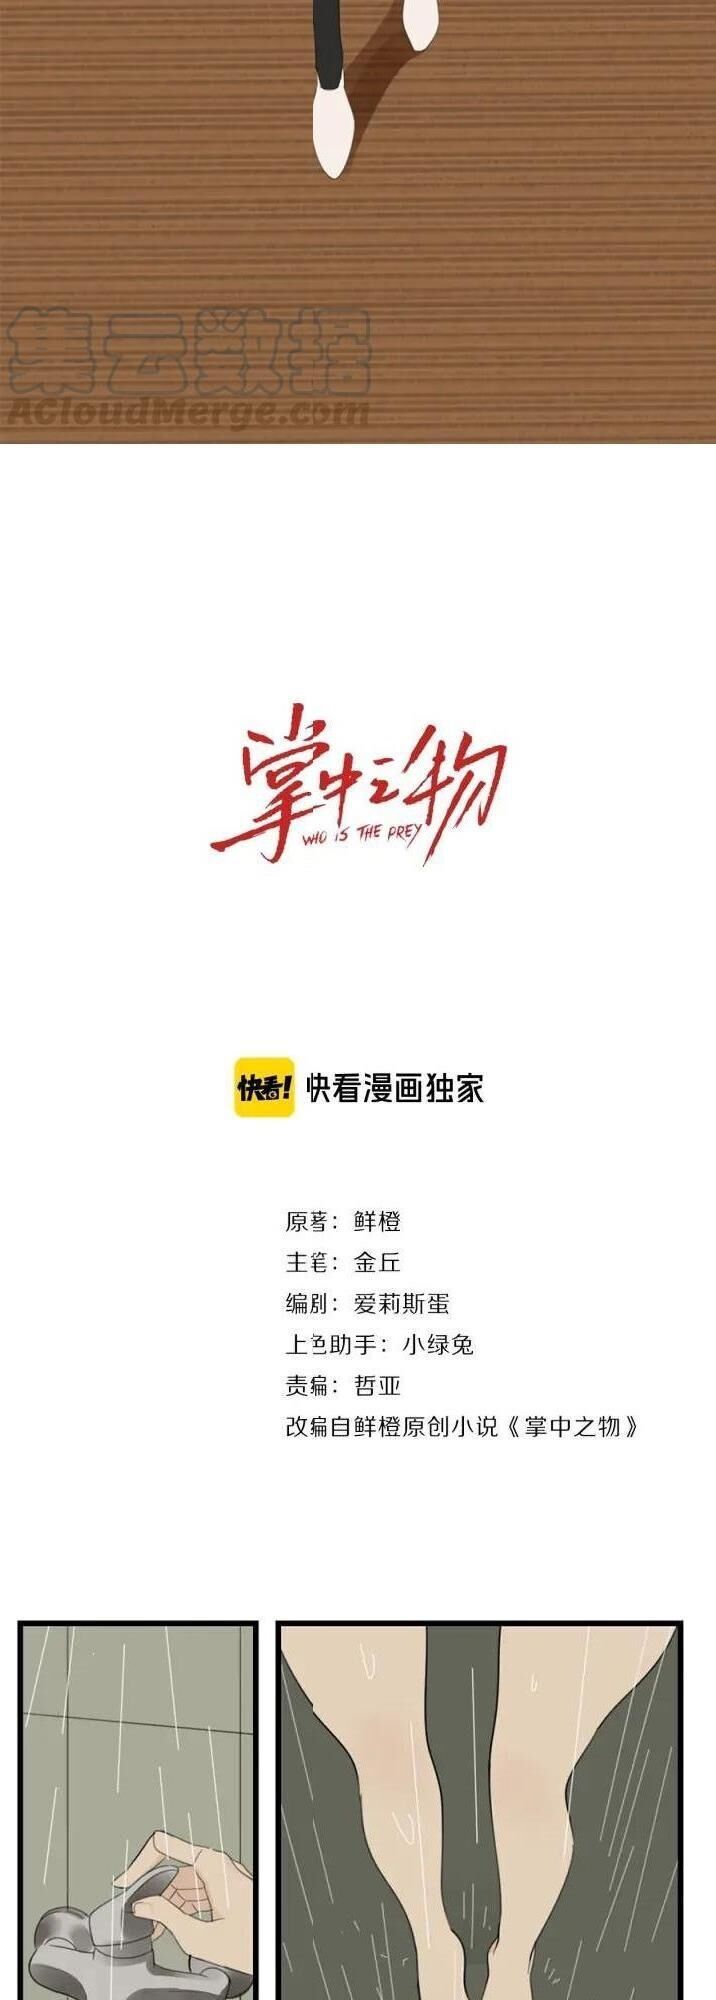 集云数据
ACloudMerge.com
掌中之物
WHO IS THE PREY
快看! 快看漫画独家
原著：鲜橙
主笔：金丘
编剧：爱莉斯蛋
上色助手：小绿兔
责编：哲亚
改编自鲜橙原创小说《掌中之物》